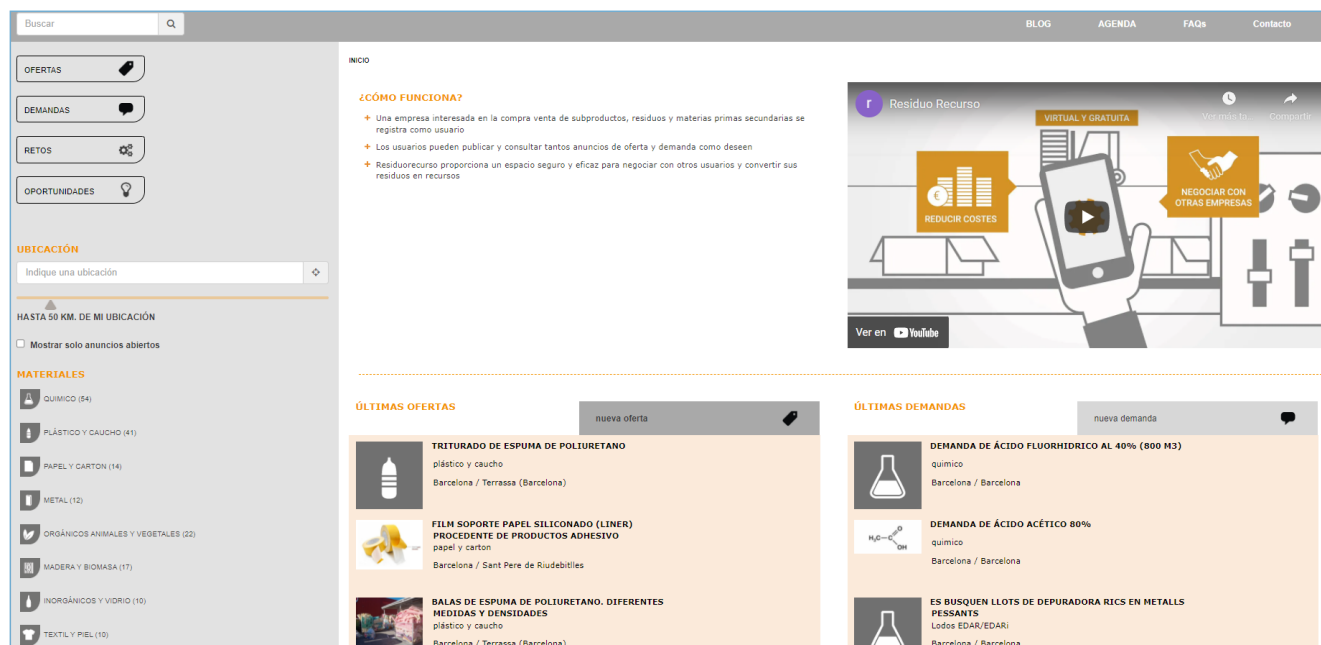 Buscar
BLOG AGENDA FAQs Contacto
OFERTAS
DEMANDAS
RETOS
OPORTUNIDADES
UBICACIÓN
Indique una ubicación
HASTA 50 KM. DE MI UBICACIÓN
Mostrar solo anuncios abiertos
MATERIALES
QUIMICO (54)
PLÁSTICO Y CAUCHO (41)
PAPEL Y CARTON (14)
METAL (12)
ORGÁNICOS ANIMALES Y VEGETALES (22)
MADERA Y BIOMASA (17)
INORGÁNICOS Y VIDRIO (10)
TEXTIL Y PIEL (10)
INICIO
¿CÓMO FUNCIONA?
+ Una empresa interesada en la compra venta de subproductos, residuos y materias primas secundarias se
registra como usuario
+ Los usuarios pueden publicar y consultar tantos anuncios de oferta y demanda como deseen
+ Residuorecurso proporciona un espacio seguro y eficaz para negociar con otros usuarios y convertir sus
residuos en recursos
r Residuo Recurso
Ver más ta... Compartir
VIRTUAL Y GRATUITA
€
REDUCIR COSTES
NEGOCIAR CON
OTRAS EMPRESAS
Ver en YouTube
ÚLTIMAS OFERTAS
nueva oferta
TRITURADO DE ESPUMA DE POLIURETANO
plástico y caucho
Barcelona / Terrassa (Barcelona)
FILM SOPORTE PAPEL SILICONADO (LINER)
PROCEDENTE DE PRODUCTOS ADHESIVO
papel y carton
Barcelona / Sant Pere de Riudebitlles
BALAS DE ESPUMA DE POLIURETANO. DIFERENTES
MEDIDAS Y DENSIDADES
plástico y caucho
Barcelona / Terrassa (Barcelona)
ÚLTIMAS DEMANDAS
nueva demanda
DEMANDA DE ÁCIDO FLUORHIDRICO AL 40% (800 M3)
quimico
Barcelona / Barcelona
H₃C-C O OH
DEMANDA DE ÁCIDO ACÉTICO 80%
quimico
Barcelona / Barcelona
ES BUSQUEN LLOTS DE DEPURADORA RICS EN METALLS
PESSANTS
Lodos EDAR/EDARi
Barcelona / Barcelona